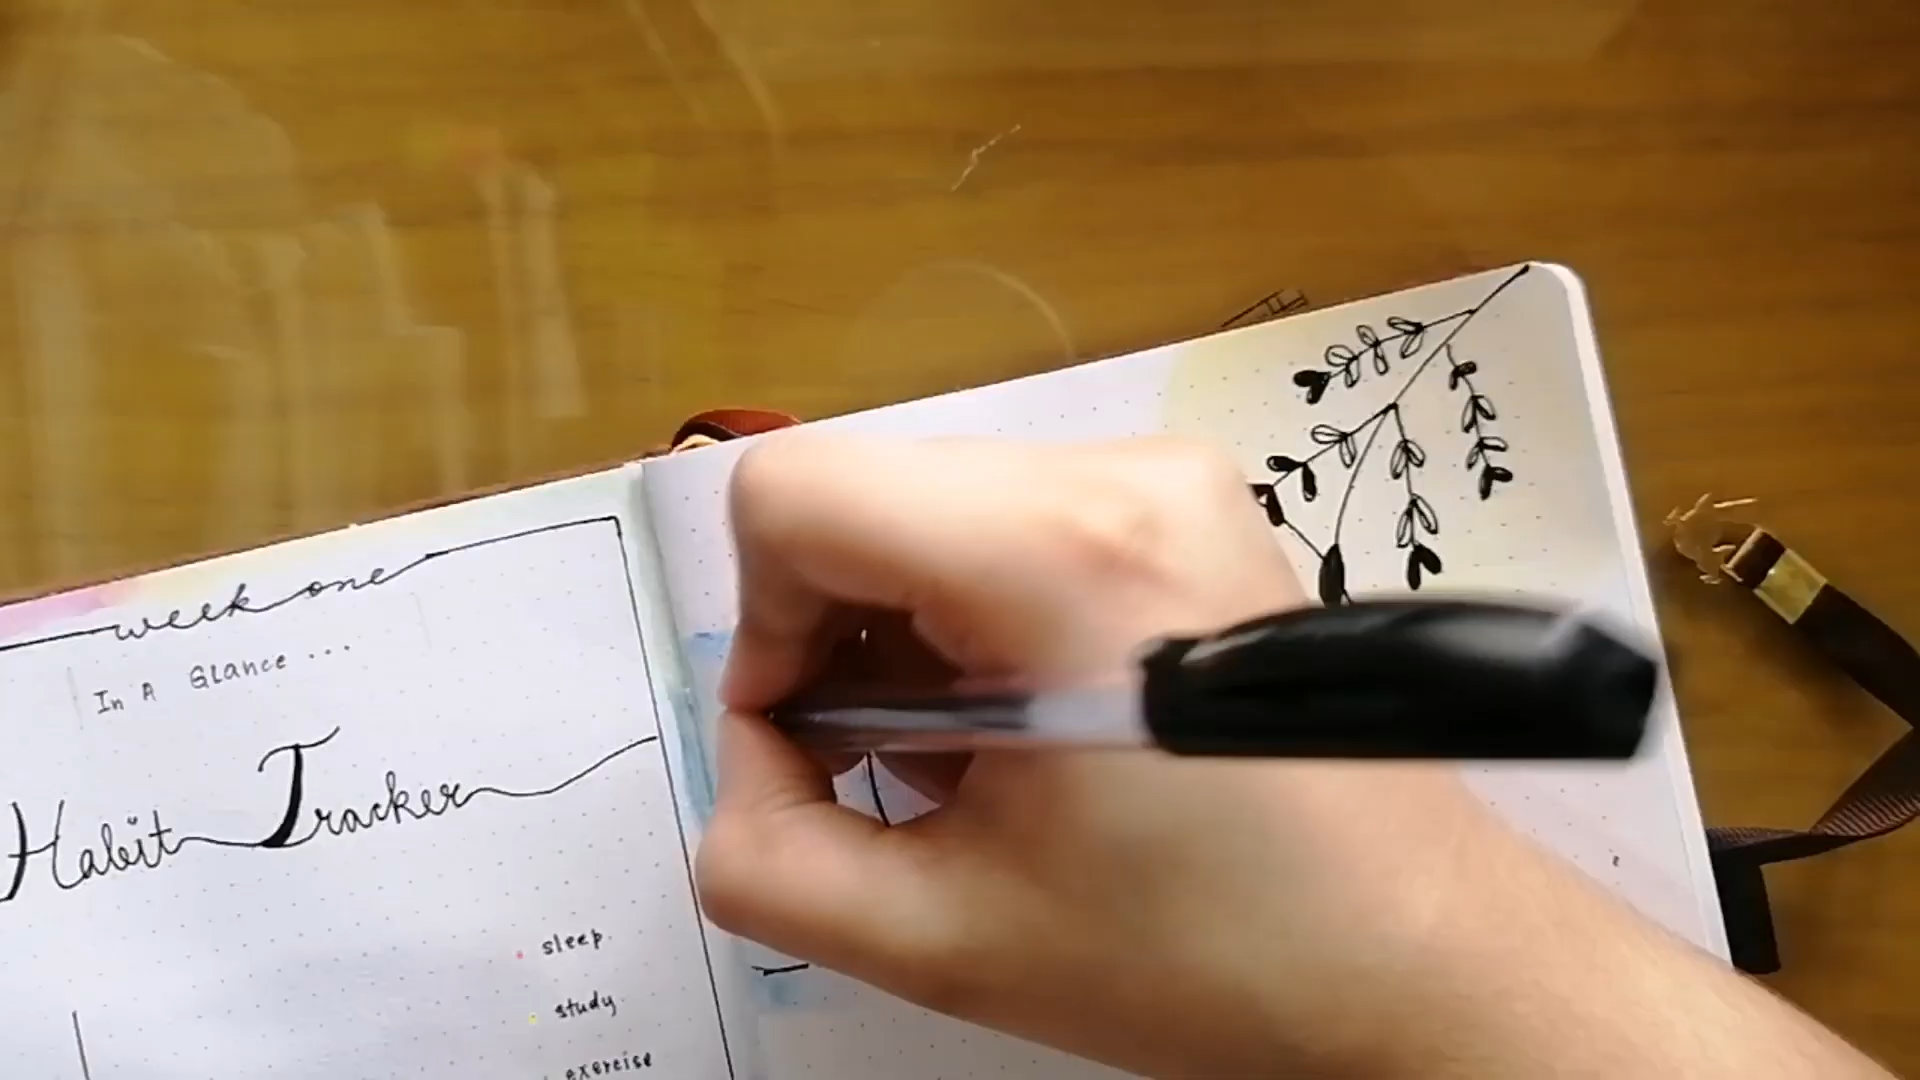 week one
In A Glance...
Habit Tracker
sleep
study
exercise